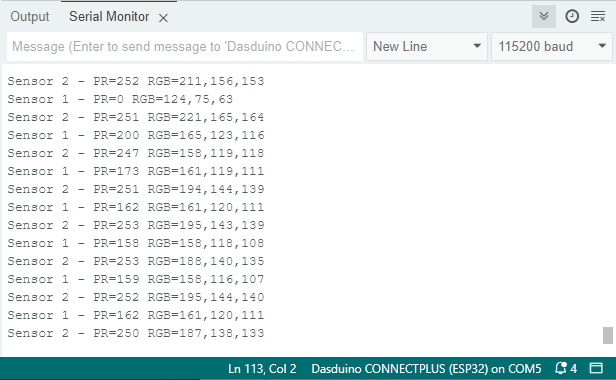 Output Serial Monitor
Message (Enter to send message to 'Dasduino CONNEC... New Line 115200 baud
Sensor 2 - PR=252 RGB=211,156,153
Sensor 1 - PR=0 RGB=124,75,63
Sensor 2 - PR=251 RGB=221,165,164
Sensor 1 - PR=200 RGB=165,123,116
Sensor 2 - PR=247 RGB=158,119,118
Sensor 1 - PR=173 RGB=161,119,111
Sensor 2 - PR=251 RGB=194,144,139
Sensor 1 - PR=162 RGB=161,120,111
Sensor 2 - PR=253 RGB=195,143,139
Sensor 1 - PR=158 RGB=158,118,108
Sensor 2 - PR=253 RGB=188,140,135
Sensor 1 - PR=159 RGB=158,116,107
Sensor 2 - PR=252 RGB=195,144,140
Sensor 1 - PR=162 RGB=161,120,111
Sensor 2 - PR=250 RGB=187,138,133
Ln 113, Col 2 Dasduino CONNECTPLUS (ESP32) on COM5 4